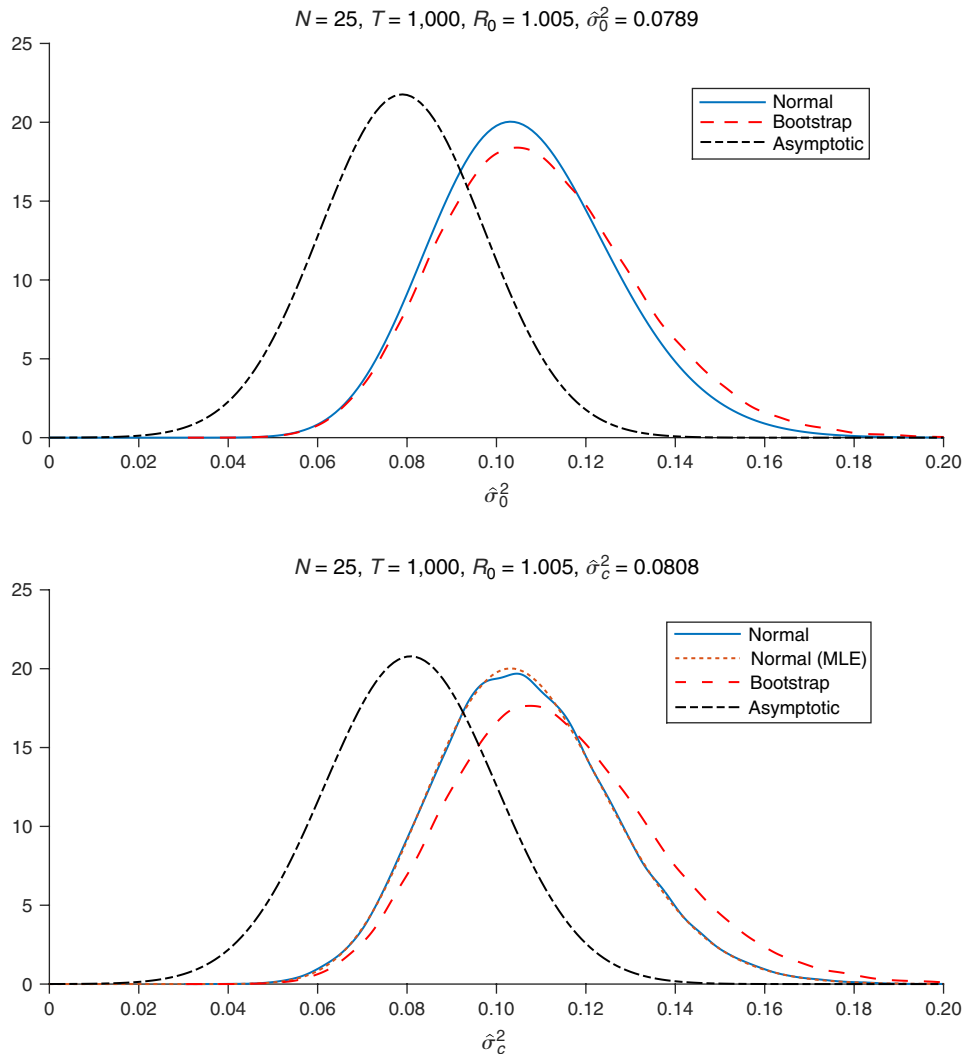 N = 25, T = 1,000, R₀ = 1.005, σ̂₀² = 0.0789
25
20
15
10
5
0
Normal
Bootstrap
Asymptotic
0 0.02 0.04 0.06 0.08 0.10 0.12 0.14 0.16 0.18 0.20
σ̂₀²
N = 25, T = 1,000, R₀ = 1.005, σ̂c² = 0.0808
25
20
15
10
5
0
Normal
Normal (MLE)
Bootstrap
Asymptotic
0 0.02 0.04 0.06 0.08 0.10 0.12 0.14 0.16 0.18 0.20
σ̂c²